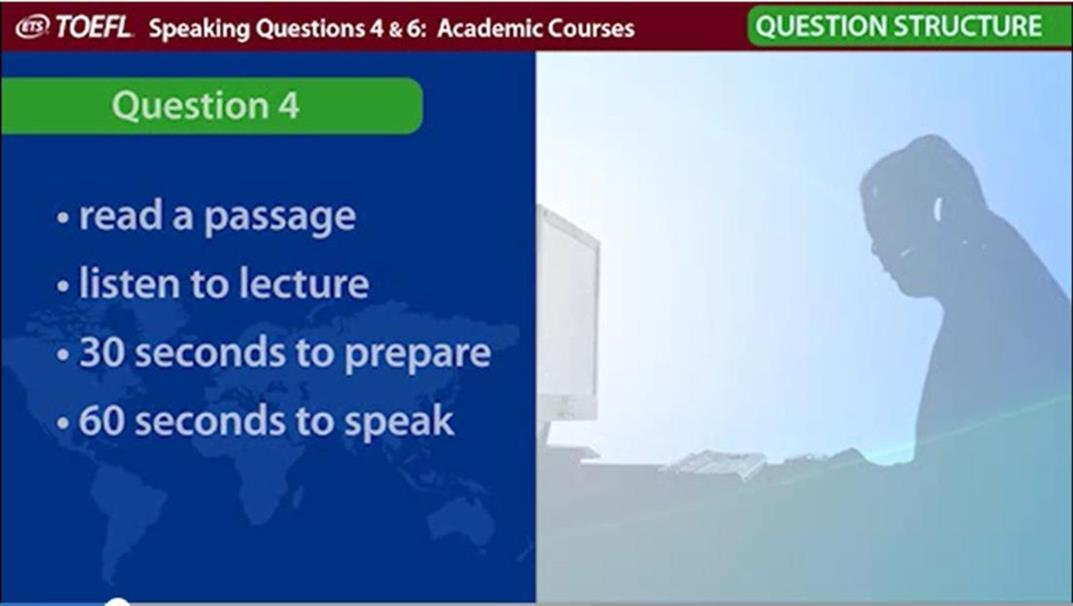 ETS TOEFL Speaking Questions 4 & 6: Academic Courses
QUESTION STRUCTURE
Question 4
• read a passage
• listen to lecture
• 30 seconds to prepare
• 60 seconds to speak